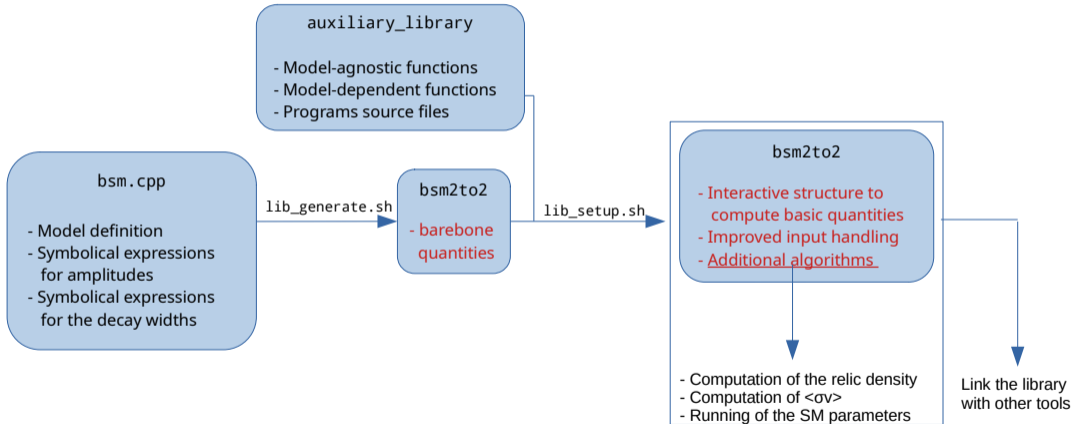 auxiliary_library
- Model-agnostic functions
- Model-dependent functions
- Programs source files
bsm.cpp
- Model definition
- Symbolical expressions
for amplitudes
- Symbolical expressions
for the decay widths
lib_generate.sh
bsm2to2
- barebone
quantities
lib_setup.sh
bsm2to2
- Interactive structure to
compute basic quantities
- Improved input handling
- Additional algorithms
- Computation of the relic density
- Computation of <σv>
- Running of the SM parameters
Link the library
with other tools